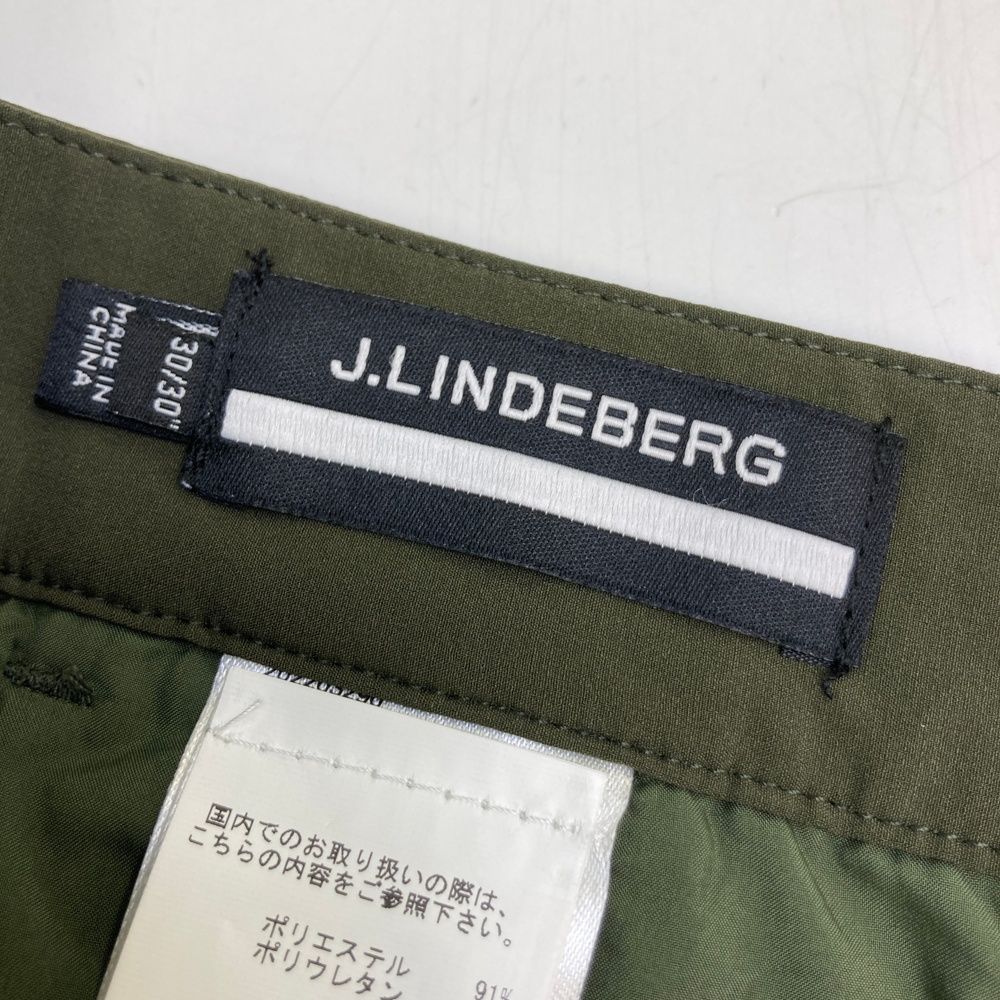 J.LINDEBERG
30/30"
MADE IN
CHINA
国内でのお取り扱いの際は、
こちらの内容をご参照下さい。
ポリエステル 91%
ポリウレタン